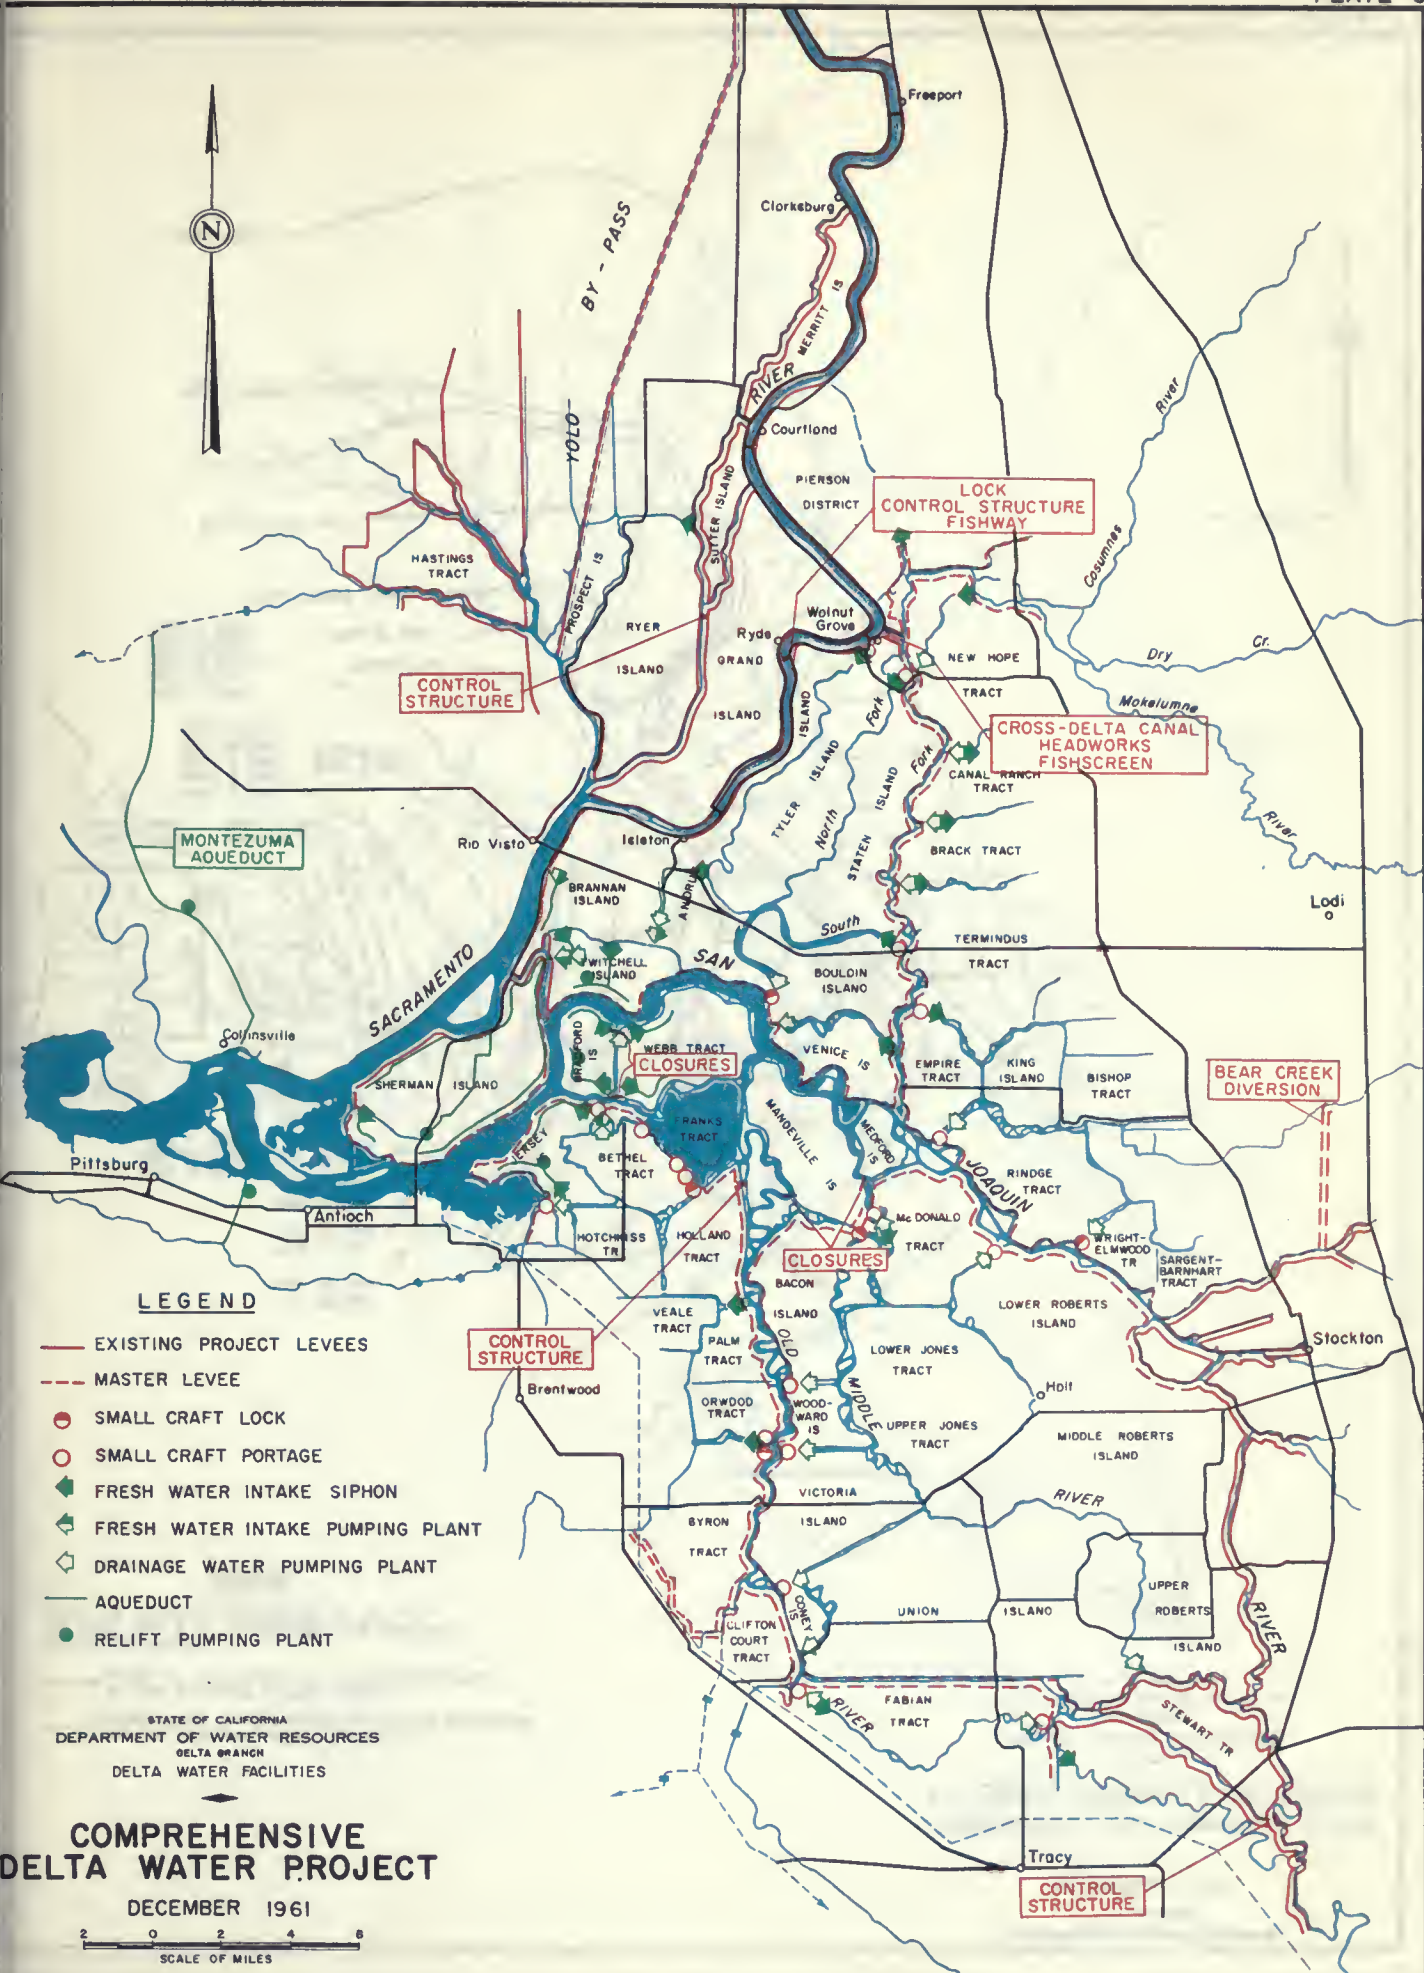 Freeport
Clarksburg
BY - PASS
YOLO
MERRITT IS
RIVER
Courtland
PIERSON
DISTRICT
SUTTER ISLAND
LOCK
CONTROL STRUCTURE
FISHWAY
River
Cosumnes
HASTINGS
TRACT
PROSPECT IS
RYER
ISLAND
Ryde
GRAND
ISLAND
Walnut
Grove
NEW HOPE
TRACT
Dry
Cr.
Mokelumne
River
CONTROL
STRUCTURE
CROSS-DELTA CANAL
HEADWORKS
FISHSCREEN
ISLAND
TYLER ISLAND
North
Fork
STATEN ISLAND
Fork
South
CANAL RANCH
TRACT
BRACK TRACT
MONTEZUMA
AQUEDUCT
Rio Vista
Isleton
BRANNAN
ISLAND
ANDRUS
Lodi
TERMINOUS
TRACT
TWITCHELL
ISLAND
SAN
BOULDIN
ISLAND
SACRAMENTO
Collinsville
SHERMAN ISLAND
BRADFORD
IS
WEBB TRACT
CLOSURES
VENICE IS
EMPIRE
TRACT
KING
ISLAND
BISHOP
TRACT
BEAR CREEK
DIVERSION
FRANKS
TRACT
MANDEVILLE
IS
MEDFORD
IS
JERSEY
BETHEL
TRACT
JOAQUIN
RINDGE
TRACT
Pittsburg
Antioch
HOTCHKISS
TR
HOLLAND
TRACT
McDONALD
TRACT
CLOSURES
WRIGHT-
ELMWOOD
TR
SARGENT-
BARNHART
TRACT
BACON
ISLAND
VEALE
TRACT
PALM
TRACT
OLD
LOWER ROBERTS
ISLAND
LOWER JONES
TRACT
Stockton
CONTROL
STRUCTURE
Brentwood
ORWOOD
TRACT
WOOD-
WARD
IS
MIDDLE
Holt
UPPER JONES
TRACT
MIDDLE ROBERTS
ISLAND
VICTORIA
ISLAND
RIVER
BYRON
TRACT
CONEY
IS
CLIFTON
COURT
TRACT
UNION
ISLAND
UPPER
ROBERTS
ISLAND
RIVER
RIVER
FABIAN
TRACT
STEWART TR
Tracy
CONTROL
STRUCTURE
LEGEND
EXISTING PROJECT LEVEES
MASTER LEVEE
SMALL CRAFT LOCK
SMALL CRAFT PORTAGE
FRESH WATER INTAKE SIPHON
FRESH WATER INTAKE PUMPING PLANT
DRAINAGE WATER PUMPING PLANT
AQUEDUCT
RELIFT PUMPING PLANT
STATE OF CALIFORNIA
DEPARTMENT OF WATER RESOURCES
DELTA BRANCH
DELTA WATER FACILITIES
COMPREHENSIVE
DELTA WATER PROJECT
DECEMBER 1961
2 0 2 4 6
SCALE OF MILES
N